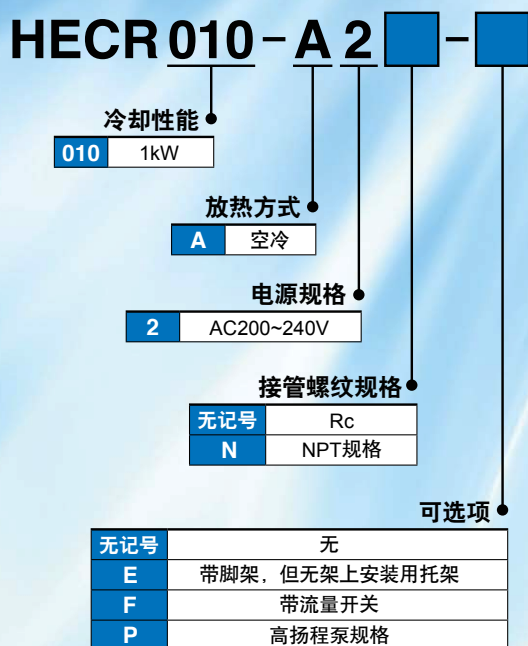 HECR 010-A 2 -
冷却性能
010 1kW
放热方式
A 空冷
电源规格
2 AC200~240V
接管螺纹规格
无记号 Rc
N NPT规格
可选项
无记号 无
E 带脚架，但无架上安装用托架
F 带流量开关
P 高扬程泵规格